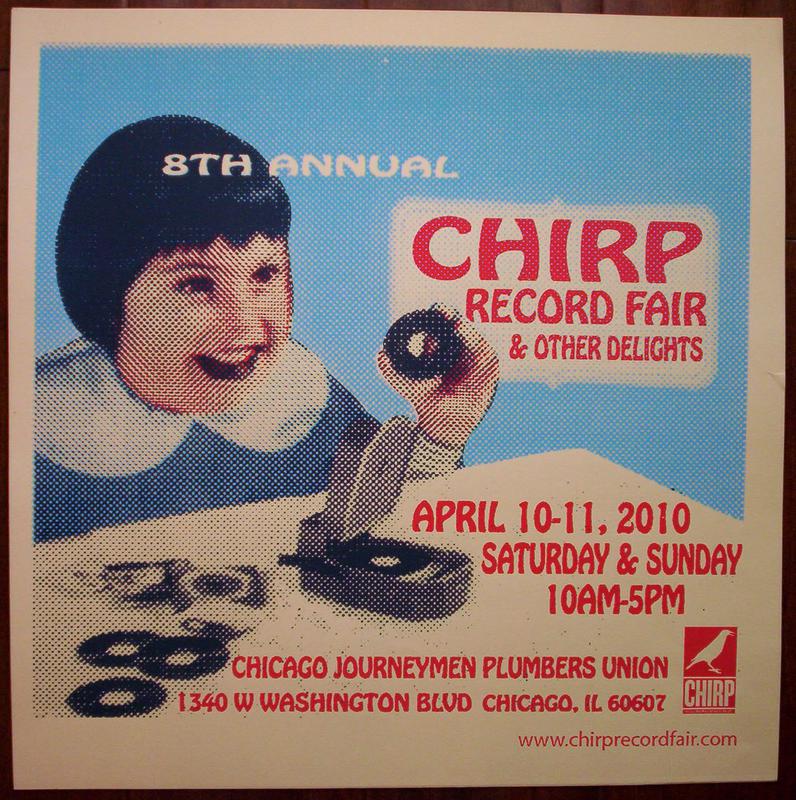 8TH ANNUAL
CHIRP
RECORD FAIR
& OTHER DELIGHTS
APRIL 10-11, 2010
SATURDAY & SUNDAY
10AM-5PM
CHICAGO JOURNEYMEN PLUMBERS UNION
1340 W WASHINGTON BLVD CHICAGO, IL 60607
CHIRP
www.chirprecordfair.com